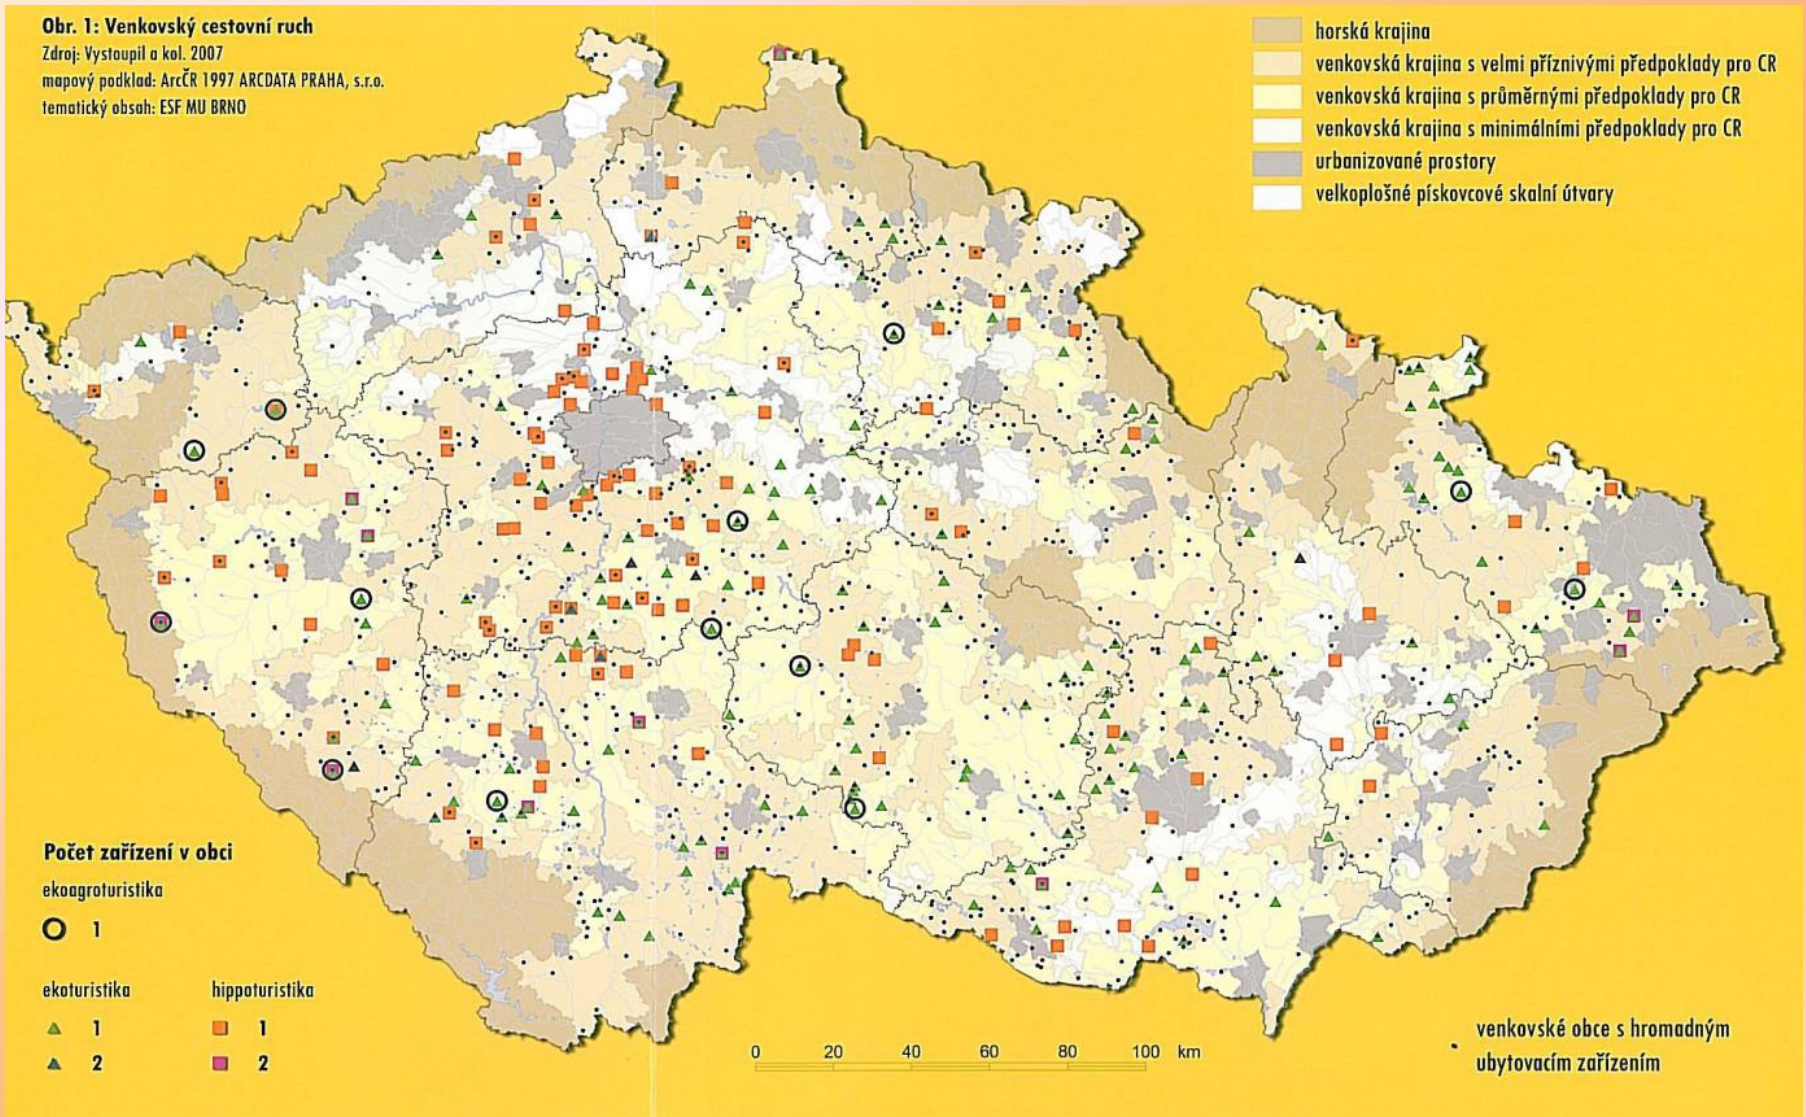 Obr. 1: Venkovský cestovní ruch
Zdroj: Vystoupil a kol. 2007
mapový podklad: ArcČR 1997 ARCDATA PRAHA, s.r.o.
tematický obsah: ESF MU BRNO
horská krajina
venkovská krajina s velmi příznivými předpoklady pro CR
venkovská krajina s průměrnými předpoklady pro CR
venkovská krajina s minimálními předpoklady pro CR
urbanizované prostory
velkoplošné pískovcové skalní útvary
Počet zařízení v obci
ekoagroturistika
1
ekoturistika hippoturistika
1 1
2 2
0 20 40 60 80 100 km
venkovské obce s hromadným
ubytovacím zařízením